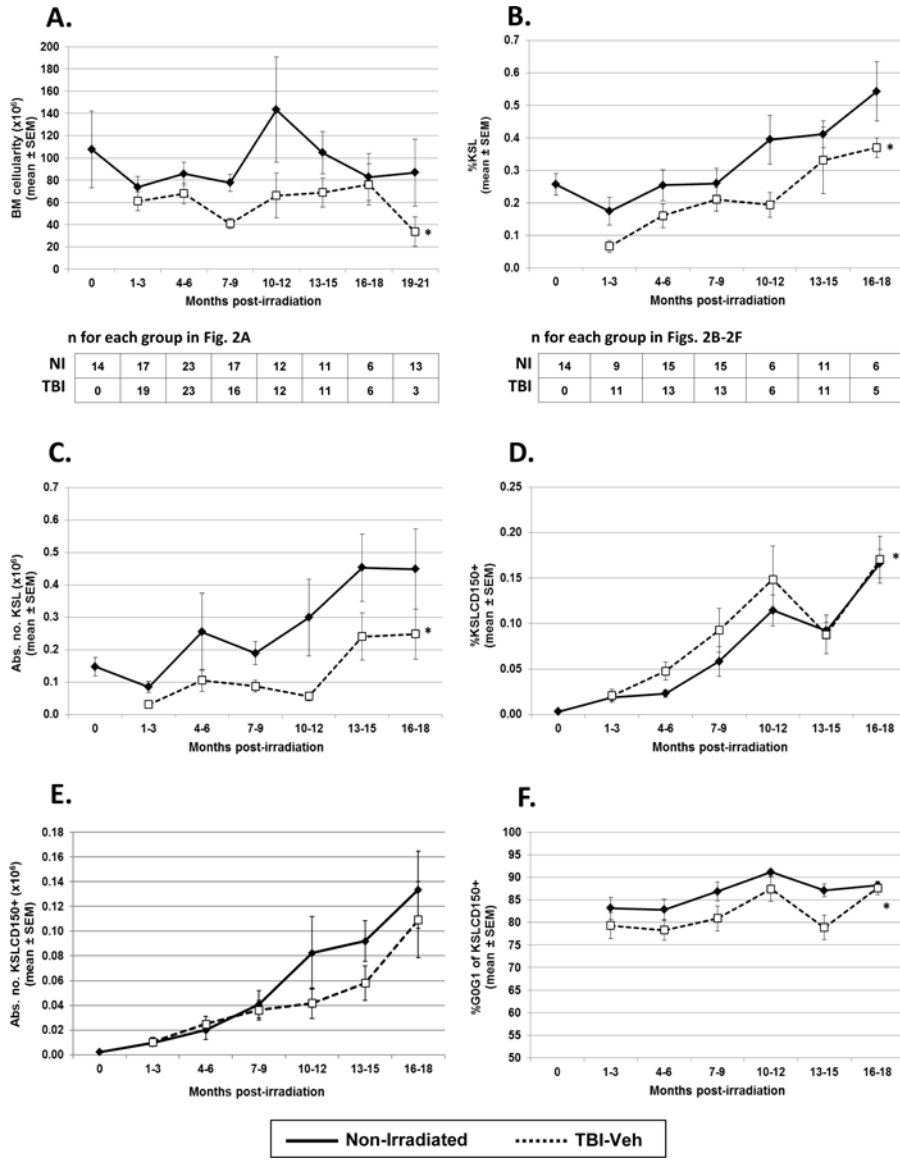 A.
BM cellularity (x10⁶)
(mean ± SEM)
200
180
160
140
120
100
80
60
40
20
0
*
0 1-3 4-6 7-9 10-12 13-15 16-18 19-21
Months post-irradiation
n for each group in Fig. 2A
NI 14 17 23 17 12 11 6 13
TBI 0 19 23 16 12 11 6 3
B.
%KSL
(mean ± SEM)
0.7
0.6
0.5
0.4
0.3
0.2
0.1
0.0
*
0 1-3 4-6 7-9 10-12 13-15 16-18
Months post-irradiation
n for each group in Figs. 2B-2F
NI 14 9 15 15 6 11 6
TBI 0 11 13 13 6 11 5
C.
Abs. no. KSL (x10⁶)
(mean ± SEM)
0.7
0.6
0.5
0.4
0.3
0.2
0.1
0.0
*
0 1-3 4-6 7-9 10-12 13-15 16-18
Months post-irradiation
D.
%KSLCD150+
(mean ± SEM)
0.25
0.20
0.15
0.10
0.05
0.00
*
0 1-3 4-6 7-9 10-12 13-15 16-18
Months post-irradiation
E.
Abs. no. KSLCD150+ (x10⁶)
(mean ± SEM)
0.18
0.16
0.14
0.12
0.10
0.08
0.06
0.04
0.02
0.00
0 1-3 4-6 7-9 10-12 13-15 16-18
Months post-irradiation
F.
%G0G1 of KSLCD150+
(mean ± SEM)
100
95
90
85
80
75
70
65
60
55
50
*
0 1-3 4-6 7-9 10-12 13-15 16-18
Months post-irradiation
Non-Irradiated TBI-Veh